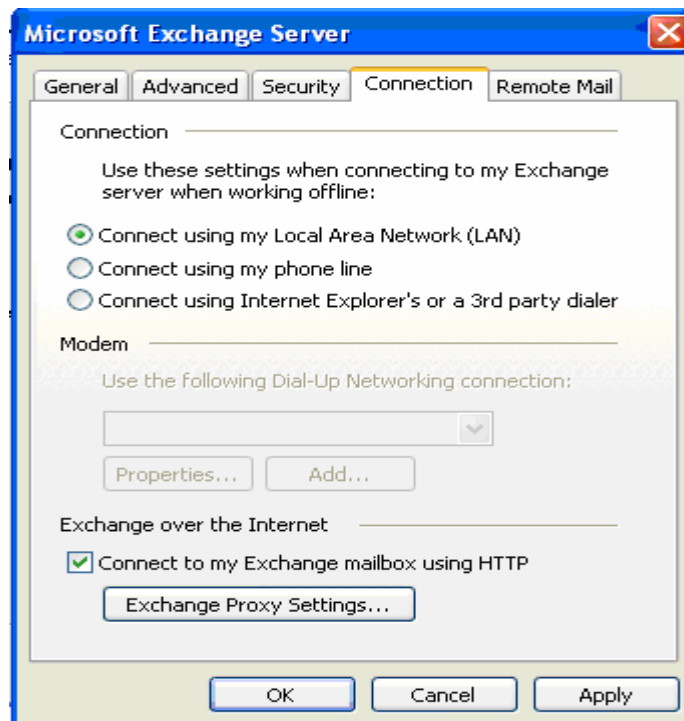 Microsoft Exchange Server
General Advanced Security Connection Remote Mail
Connection
Use these settings when connecting to my Exchange
server when working offline:
Connect using my Local Area Network (LAN)
Connect using my phone line
Connect using Internet Explorer's or a 3rd party dialer
Modem
Use the following Dial-Up Networking connection:
Properties... Add...
Exchange over the Internet
Connect to my Exchange mailbox using HTTP
Exchange Proxy Settings...
OK Cancel Apply